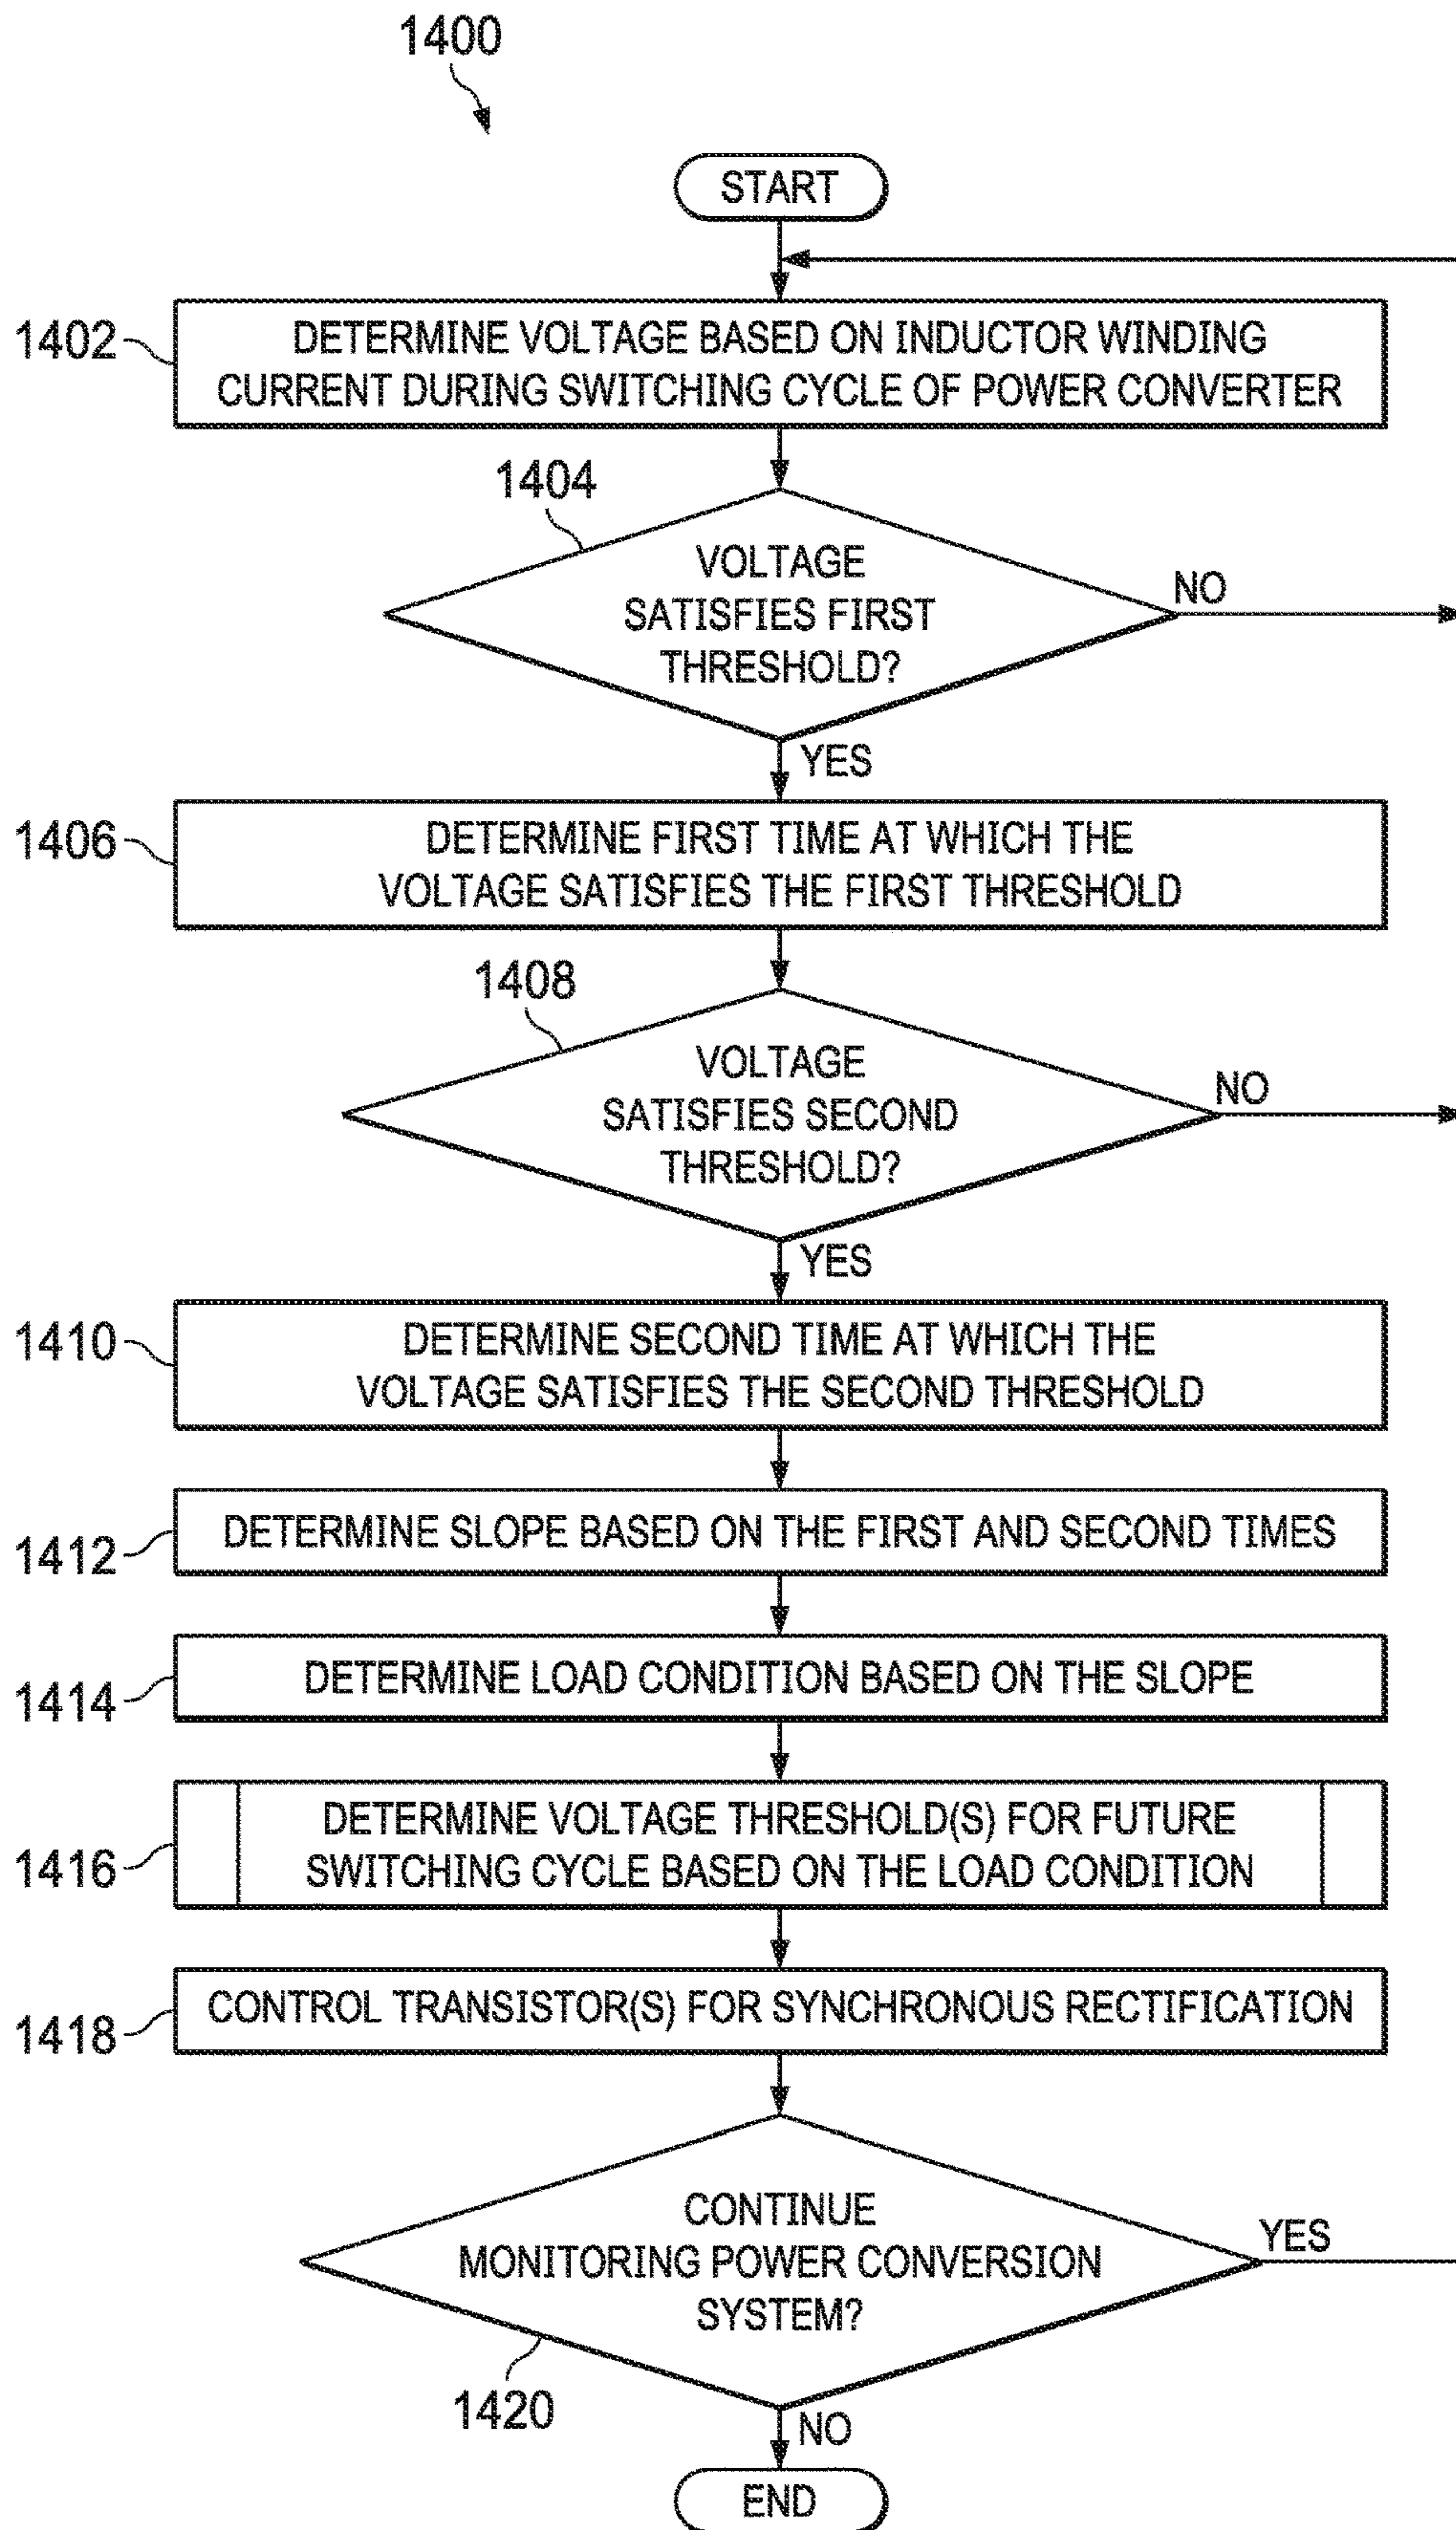 1400
START
1402
DETERMINE VOLTAGE BASED ON INDUCTOR WINDING
CURRENT DURING SWITCHING CYCLE OF POWER CONVERTER
1404
VOLTAGE
SATISFIES FIRST
THRESHOLD?
NO
YES
1406
DETERMINE FIRST TIME AT WHICH THE
VOLTAGE SATISFIES THE FIRST THRESHOLD
1408
VOLTAGE
SATISFIES SECOND
THRESHOLD?
NO
YES
1410
DETERMINE SECOND TIME AT WHICH THE
VOLTAGE SATISFIES THE SECOND THRESHOLD
1412
DETERMINE SLOPE BASED ON THE FIRST AND SECOND TIMES
1414
DETERMINE LOAD CONDITION BASED ON THE SLOPE
1416
DETERMINE VOLTAGE THRESHOLD(S) FOR FUTURE
SWITCHING CYCLE BASED ON THE LOAD CONDITION
1418
CONTROL TRANSISTOR(S) FOR SYNCHRONOUS RECTIFICATION
CONTINUE
MONITORING POWER CONVERSION
SYSTEM?
YES
1420
NO
END